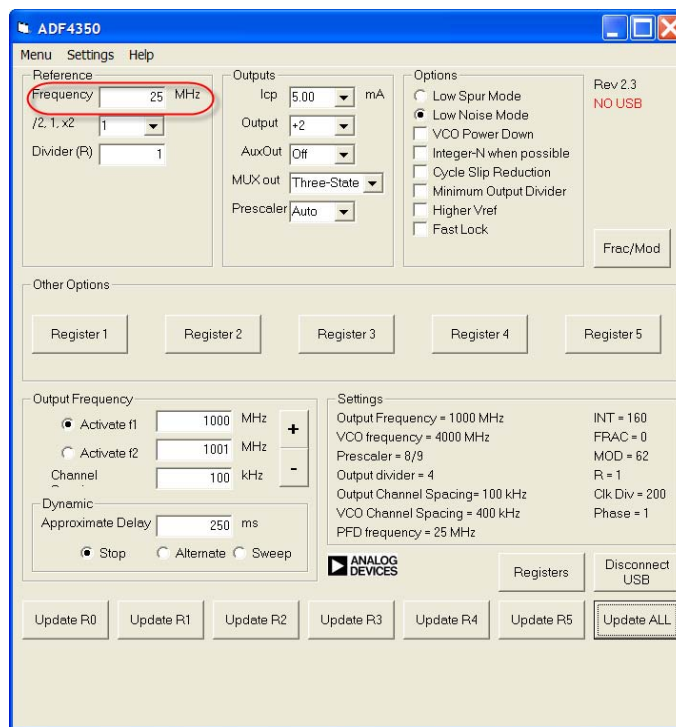 ADF4350
Menu Settings Help
Reference
Frequency 25 MHz
/2, 1, x2 1
Divider (R) 1
Outputs
Icp 5.00 mA
Output +2
AuxOut Off
MUX out Three-State
Prescaler Auto
Options
Low Spur Mode
Low Noise Mode
VCO Power Down
Integer-N when possible
Cycle Slip Reduction
Minimum Output Divider
Higher Vref
Fast Lock
Rev 2.3
NO USB
Frac/Mod
Other Options
Register 1 Register 2 Register 3 Register 4 Register 5
Output Frequency
Activate f1 1000 MHz +
Activate f2 1001 MHz
Channel 100 kHz -
Dynamic
Approximate Delay 250 ms
Stop Alternate Sweep
Settings
Output Frequency = 1000 MHz
VCO frequency = 4000 MHz
Prescaler = 8/9
Output divider = 4
Output Channel Spacing= 100 kHz
VCO Channel Spacing = 400 kHz
PFD frequency = 25 MHz
INT = 160
FRAC = 0
MOD = 62
R = 1
Clk Div = 200
Phase = 1
ANALOG
DEVICES
Registers
Disconnect
USB
Update R0 Update R1 Update R2 Update R3 Update R4 Update R5 Update ALL